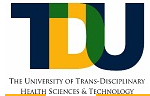 TDU
THE UNIVERSITY OF TRANS-DISCIPLINARY
HEALTH SCIENCES & TECHNOLOGY